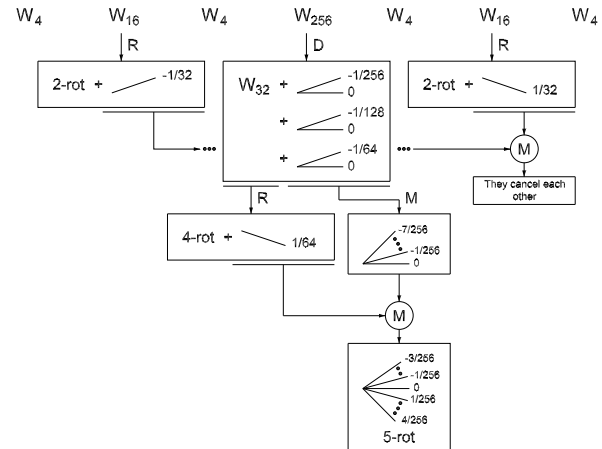 W4 W16 W4 W256 W4 W16 W4
R D R
2-rot + -1/32
W32 + -1/256
0
+ -1/128
0
+ -1/64
0
2-rot + 1/32
M
They cancel each
other
R M
4-rot + 1/64
-7/256
-1/256
0
M
-3/256
-1/256
0
1/256
4/256
5-rot